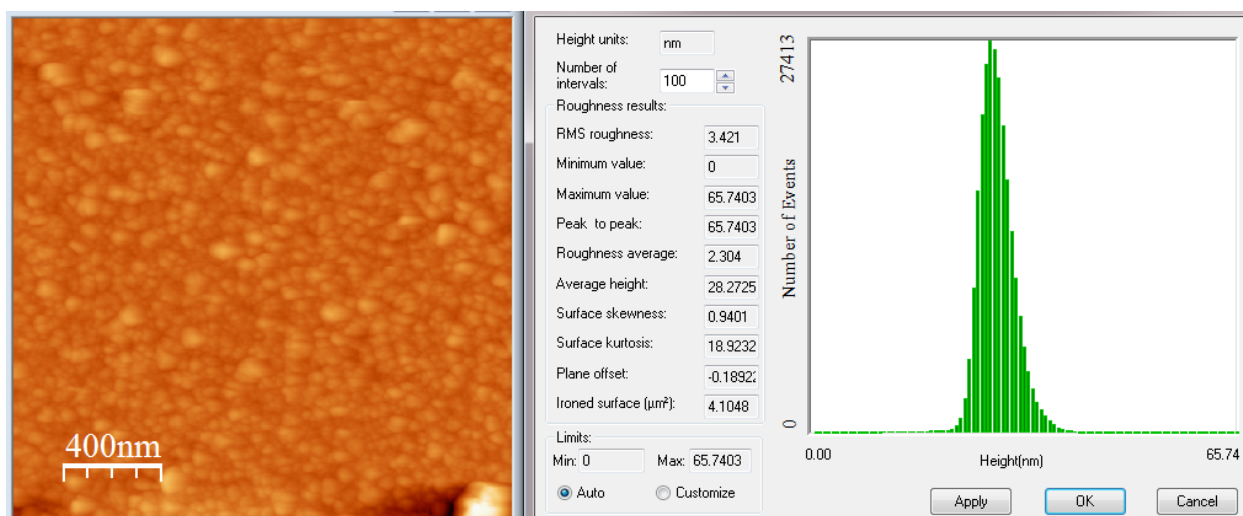 400nm
Height units: nm
Number of
intervals: 100
Roughness results:
RMS roughness: 3.421
Minimum value: 0
Maximum value: 65.7403
Peak to peak: 65.7403
Roughness average: 2.304
Average height: 28.2725
Surface skewness: 0.9401
Surface kurtosis: 18.9232
Plane offset: -0.1892
Ironed surface (µm²): 4.1048
Limits:
Min: 0 Max: 65.7403
Auto Customize
27413
Number of Events
0
0.00 Height(nm) 65.74
Apply OK Cancel